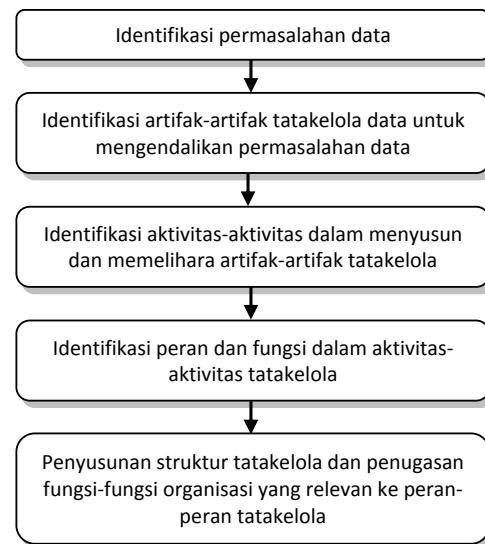 Identifikasi permasalahan data
Identifikasi artifak-artifak tatakelola data untuk
mengendalikan permasalahan data
Identifikasi aktivitas-aktivitas dalam menyusun
dan memelihara artifak-artifak tatakelola
Identifikasi peran dan fungsi dalam aktivitas-
aktivitas tatakelola
Penyusunan struktur tatakelola dan penugasan
fungsi-fungsi organisasi yang relevan ke peran-
peran tatakelola